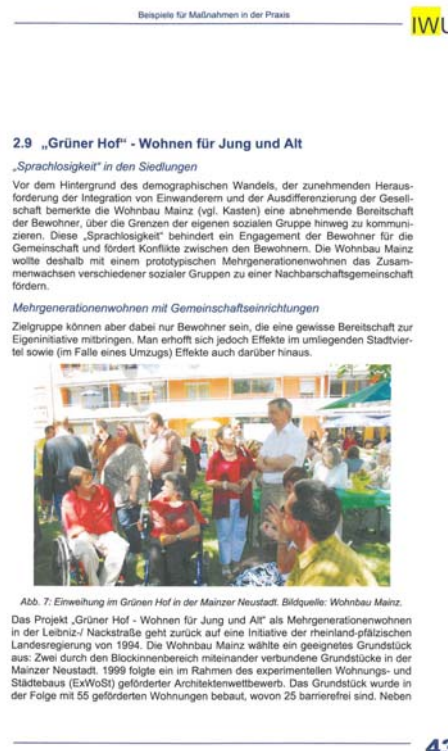 Beispiele für Maßnahmen in der Praxis
IWU
2.9 „Grüner Hof“ - Wohnen für Jung und Alt
„Sprachlosigkeit“ in den Siedlungen
Vor dem Hintergrund des demographischen Wandels, der zunehmenden Heraus-
forderung der Integration von Einwanderern und der Ausdifferenzierung der Gesell-
schaft bemerkte die Wohnbau Mainz (vgl. Kasten) eine abnehmende Bereitschaft
der Bewohner, über die Grenzen der eigenen sozialen Gruppe hinweg zu kommuni-
zieren. Diese „Sprachlosigkeit“ behindert ein Engagement der Bewohner für die
Gemeinschaft und fördert Konflikte zwischen den Bewohnern. Die Wohnbau Mainz
wollte deshalb mit einem prototypischen Mehrgenerationenwohnen das Zusam-
menwachsen verschiedener sozialer Gruppen zu einer Nachbarschaftsgemeinschaft
fördern.
Mehrgenerationenwohnen mit Gemeinschaftseinrichtungen
Zielgruppe können aber dabei nur Bewohner sein, die eine gewisse Bereitschaft zur
Eigeninitiative mitbringen. Man erhofft sich jedoch Effekte im umliegenden Stadtvier-
tel sowie (im Falle eines Umzugs) Effekte auch darüber hinaus.
Abb. 7: Einweihung im Grünen Hof in der Mainzer Neustadt. Bildquelle: Wohnbau Mainz.
Das Projekt „Grüner Hof - Wohnen für Jung und Alt“ als Mehrgenerationenwohnen
in der Leibniz-/ Nackstraße geht zurück auf eine Initiative der rheinland-pfälzischen
Landesregierung von 1994. Die Wohnbau Mainz wählte ein geeignetes Grundstück
aus: Zwei durch den Blockinnenbereich miteinander verbundene Grundstücke in der
Mainzer Neustadt. 1999 folgte ein im Rahmen des experimentellen Wohnungs- und
Städtebaus (ExWoSt) geförderter Architektenwettbewerb. Das Grundstück wurde in
der Folge mit 55 geförderten Wohnungen bebaut, wovon 25 barrierefrei sind. Neben